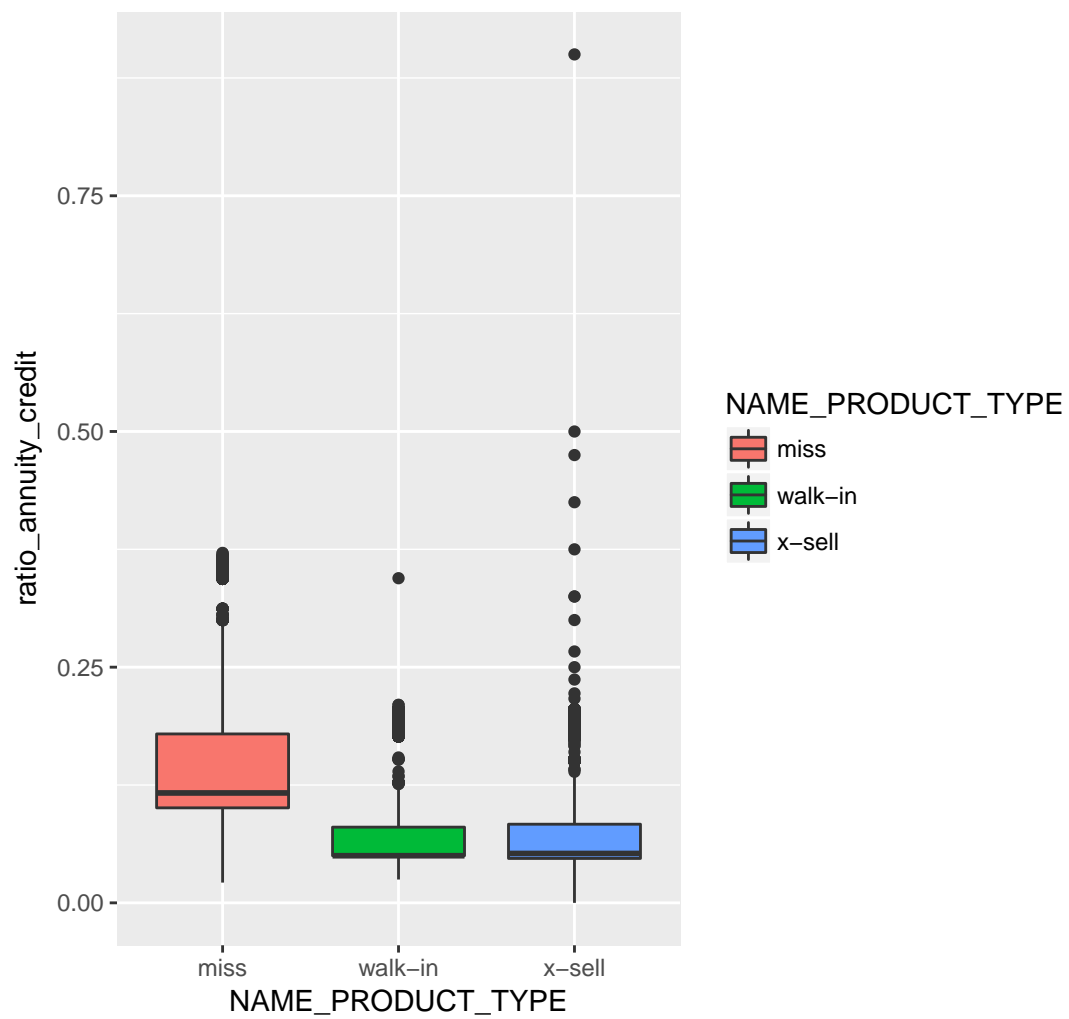 ratio_annuity_credit
0.75
0.50
0.25
0.00
miss
walk−in
x−sell
NAME_PRODUCT_TYPE
NAME_PRODUCT_TYPE
miss
walk−in
x−sell